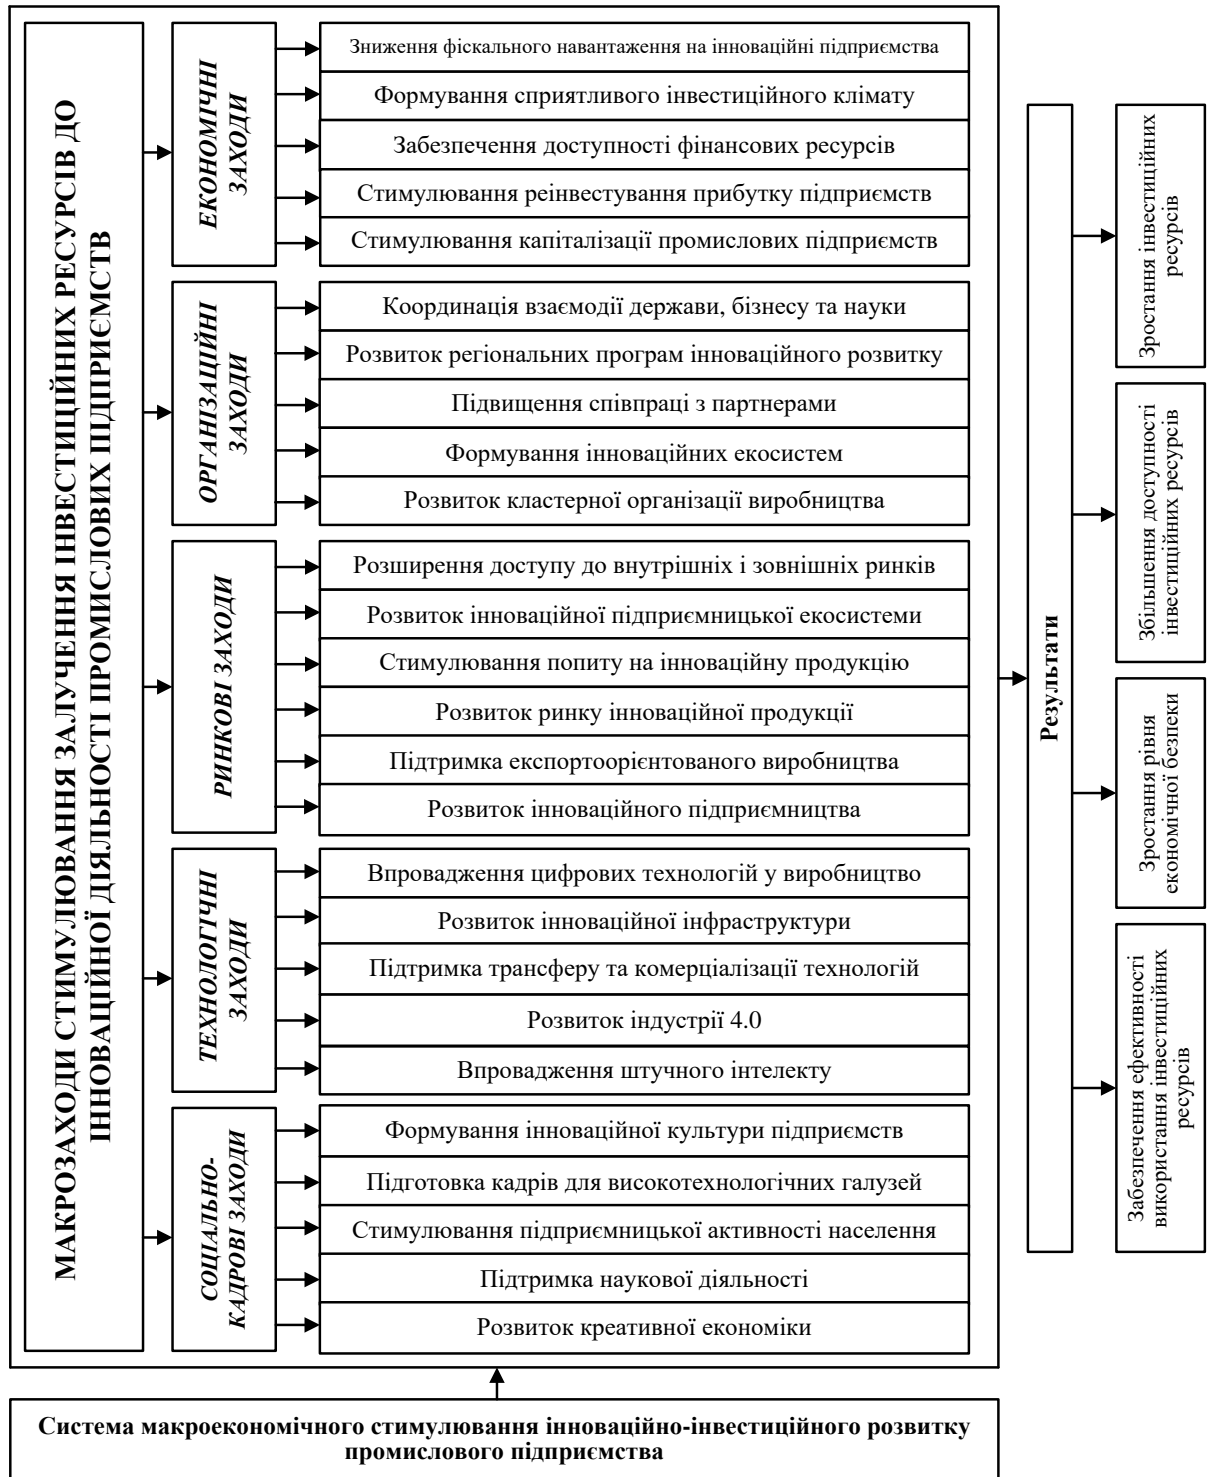 МАКРОЗАХОДИ СТИМУЛЮВАННЯ ЗАЛУЧЕННЯ ІНВЕСТИЦІЙНИХ РЕСУРСІВ ДО
ІННОВАЦІЙНОЇ ДІЯЛЬНОСТІ ПРОМИСЛОВИХ ПІДПРИЄМСТВ
ЕКОНОМІЧНІ
ЗАХОДИ
Зниження фіскального навантаження на інноваційні підприємства
Формування сприятливого інвестиційного клімату
Забезпечення доступності фінансових ресурсів
Стимулювання реінвестування прибутку підприємств
Стимулювання капіталізації промислових підприємств
ОРГАНІЗАЦІЙНІ
ЗАХОДИ
Координація взаємодії держави, бізнесу та науки
Розвиток регіональних програм інноваційного розвитку
Підвищення співпраці з партнерами
Формування інноваційних екосистем
Розвиток кластерної організації виробництва
РИНКОВІ ЗАХОДИ
Розширення доступу до внутрішніх і зовнішніх ринків
Розвиток інноваційної підприємницької екосистеми
Стимулювання попиту на інноваційну продукцію
Розвиток ринку інноваційної продукції
Підтримка експортоорієнтованого виробництва
Розвиток інноваційного підприємництва
ТЕХНОЛОГІЧНІ
ЗАХОДИ
Впровадження цифрових технологій у виробництво
Розвиток інноваційної інфраструктури
Підтримка трансферу та комерціалізації технологій
Розвиток індустрії 4.0
Впровадження штучного інтелекту
СОЦІАЛЬНО-
КАДРОВІ ЗАХОДИ
Формування інноваційної культури підприємств
Підготовка кадрів для високотехнологічних галузей
Стимулювання підприємницької активності населення
Підтримка наукової діяльності
Розвиток креативної економіки
Результати
Зростання інвестиційних
ресурсів
Збільшення доступності
інвестиційних ресурсів
Зростання рівня
економічної безпеки
Забезпечення ефективності
використання інвестиційних
ресурсів
Система макроекономічного стимулювання інноваційно-інвестиційного розвитку
промислового підприємства